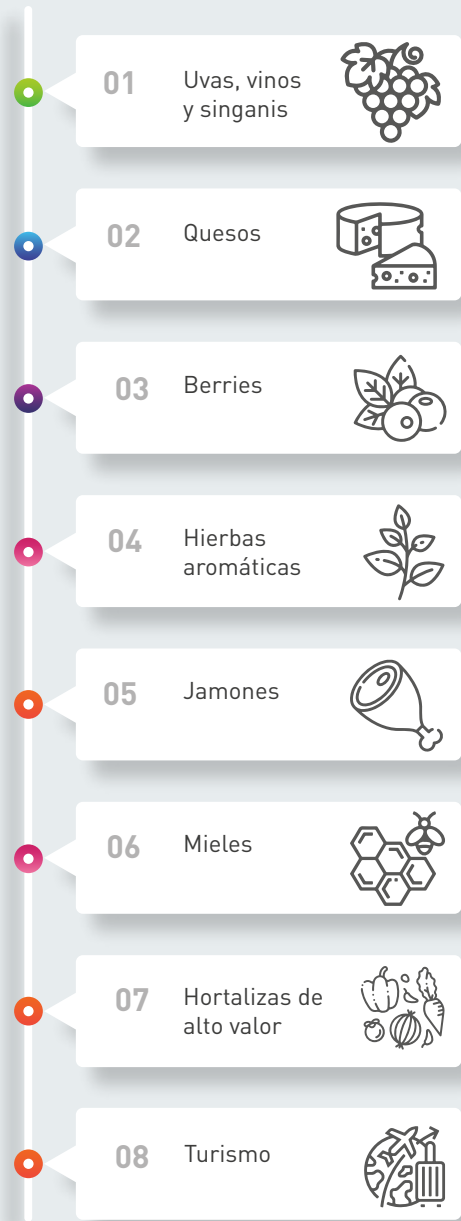 01
Uvas, vinos
y singanis
02
Quesos
03
Berries
04
Hierbas
aromáticas
05
Jamones
06
Mieles
07
Hortalizas de
alto valor
08
Turismo